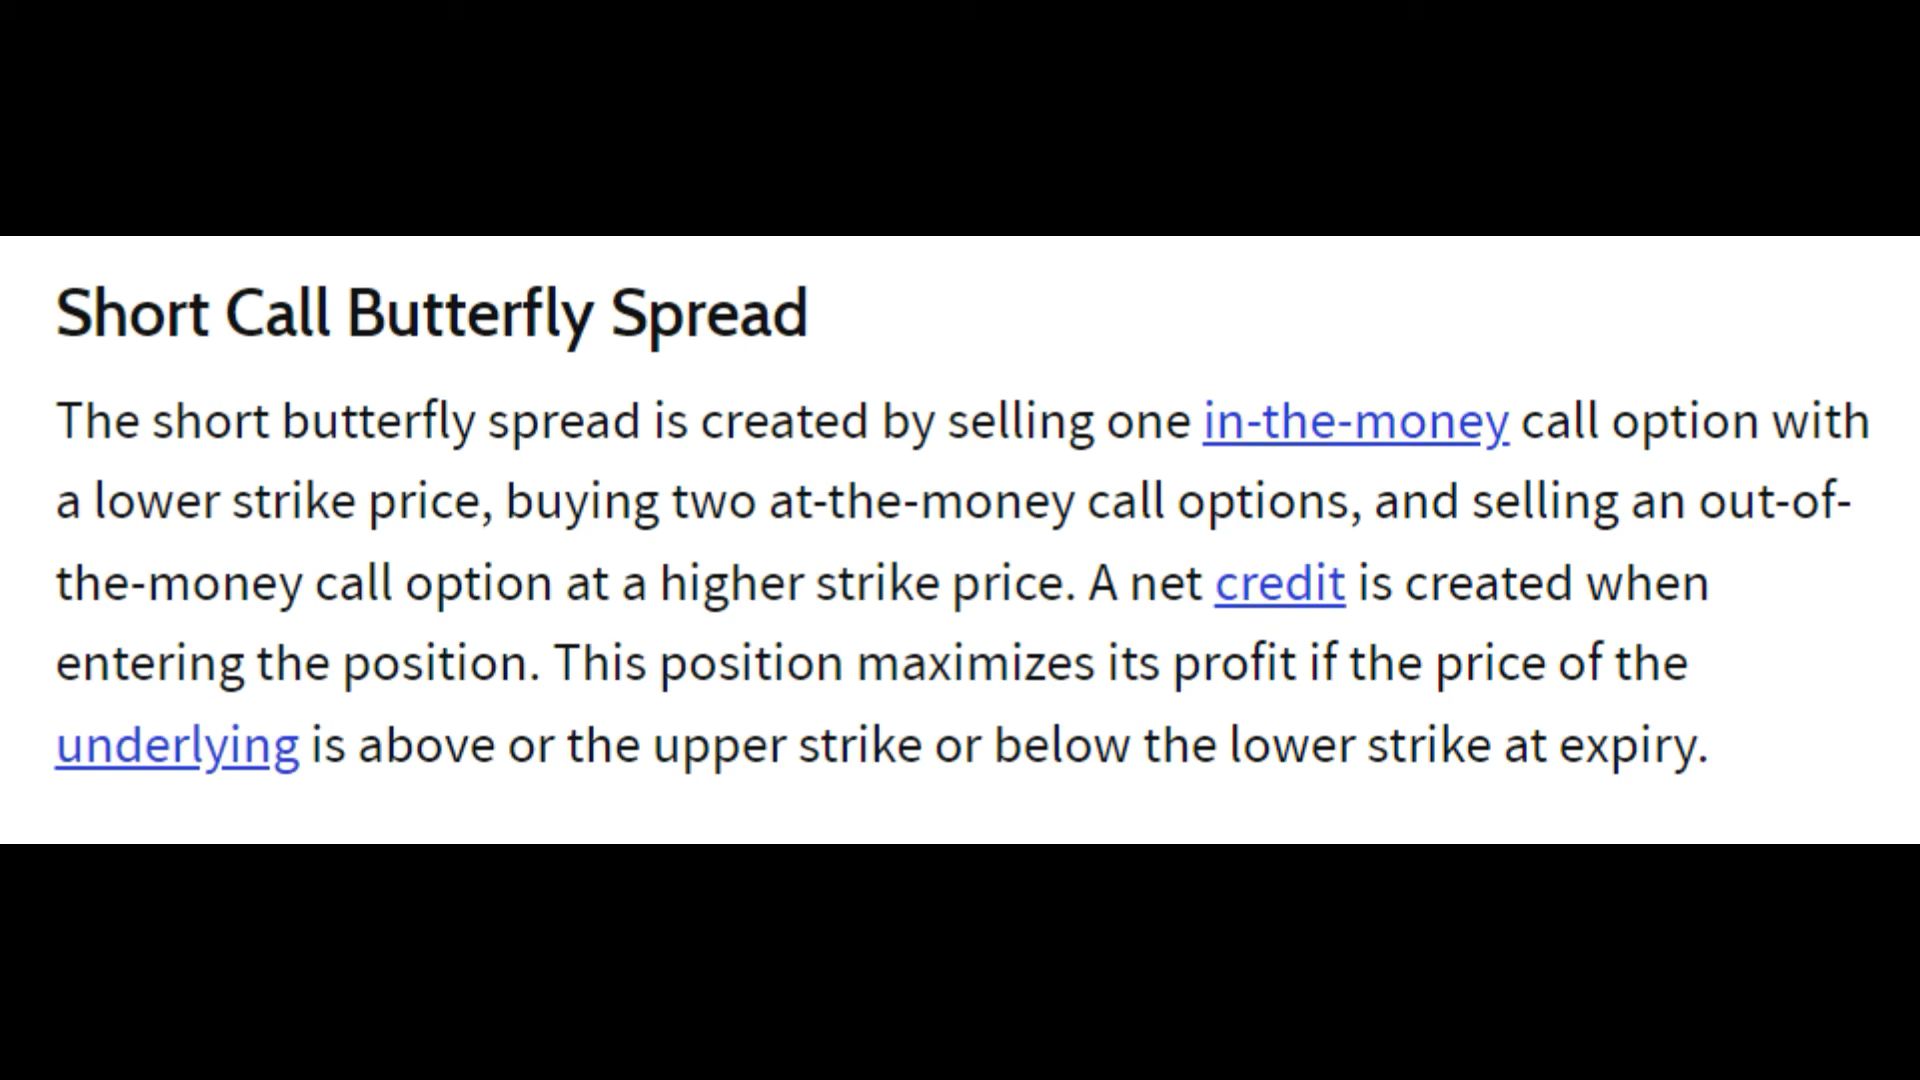 Short Call Butterfly Spread
The short butterfly spread is created by selling one in-the-money call option with
a lower strike price, buying two at-the-money call options, and selling an out-of-
the-money call option at a higher strike price. A net credit is created when
entering the position. This position maximizes its profit if the price of the
underlying is above or the upper strike or below the lower strike at expiry.